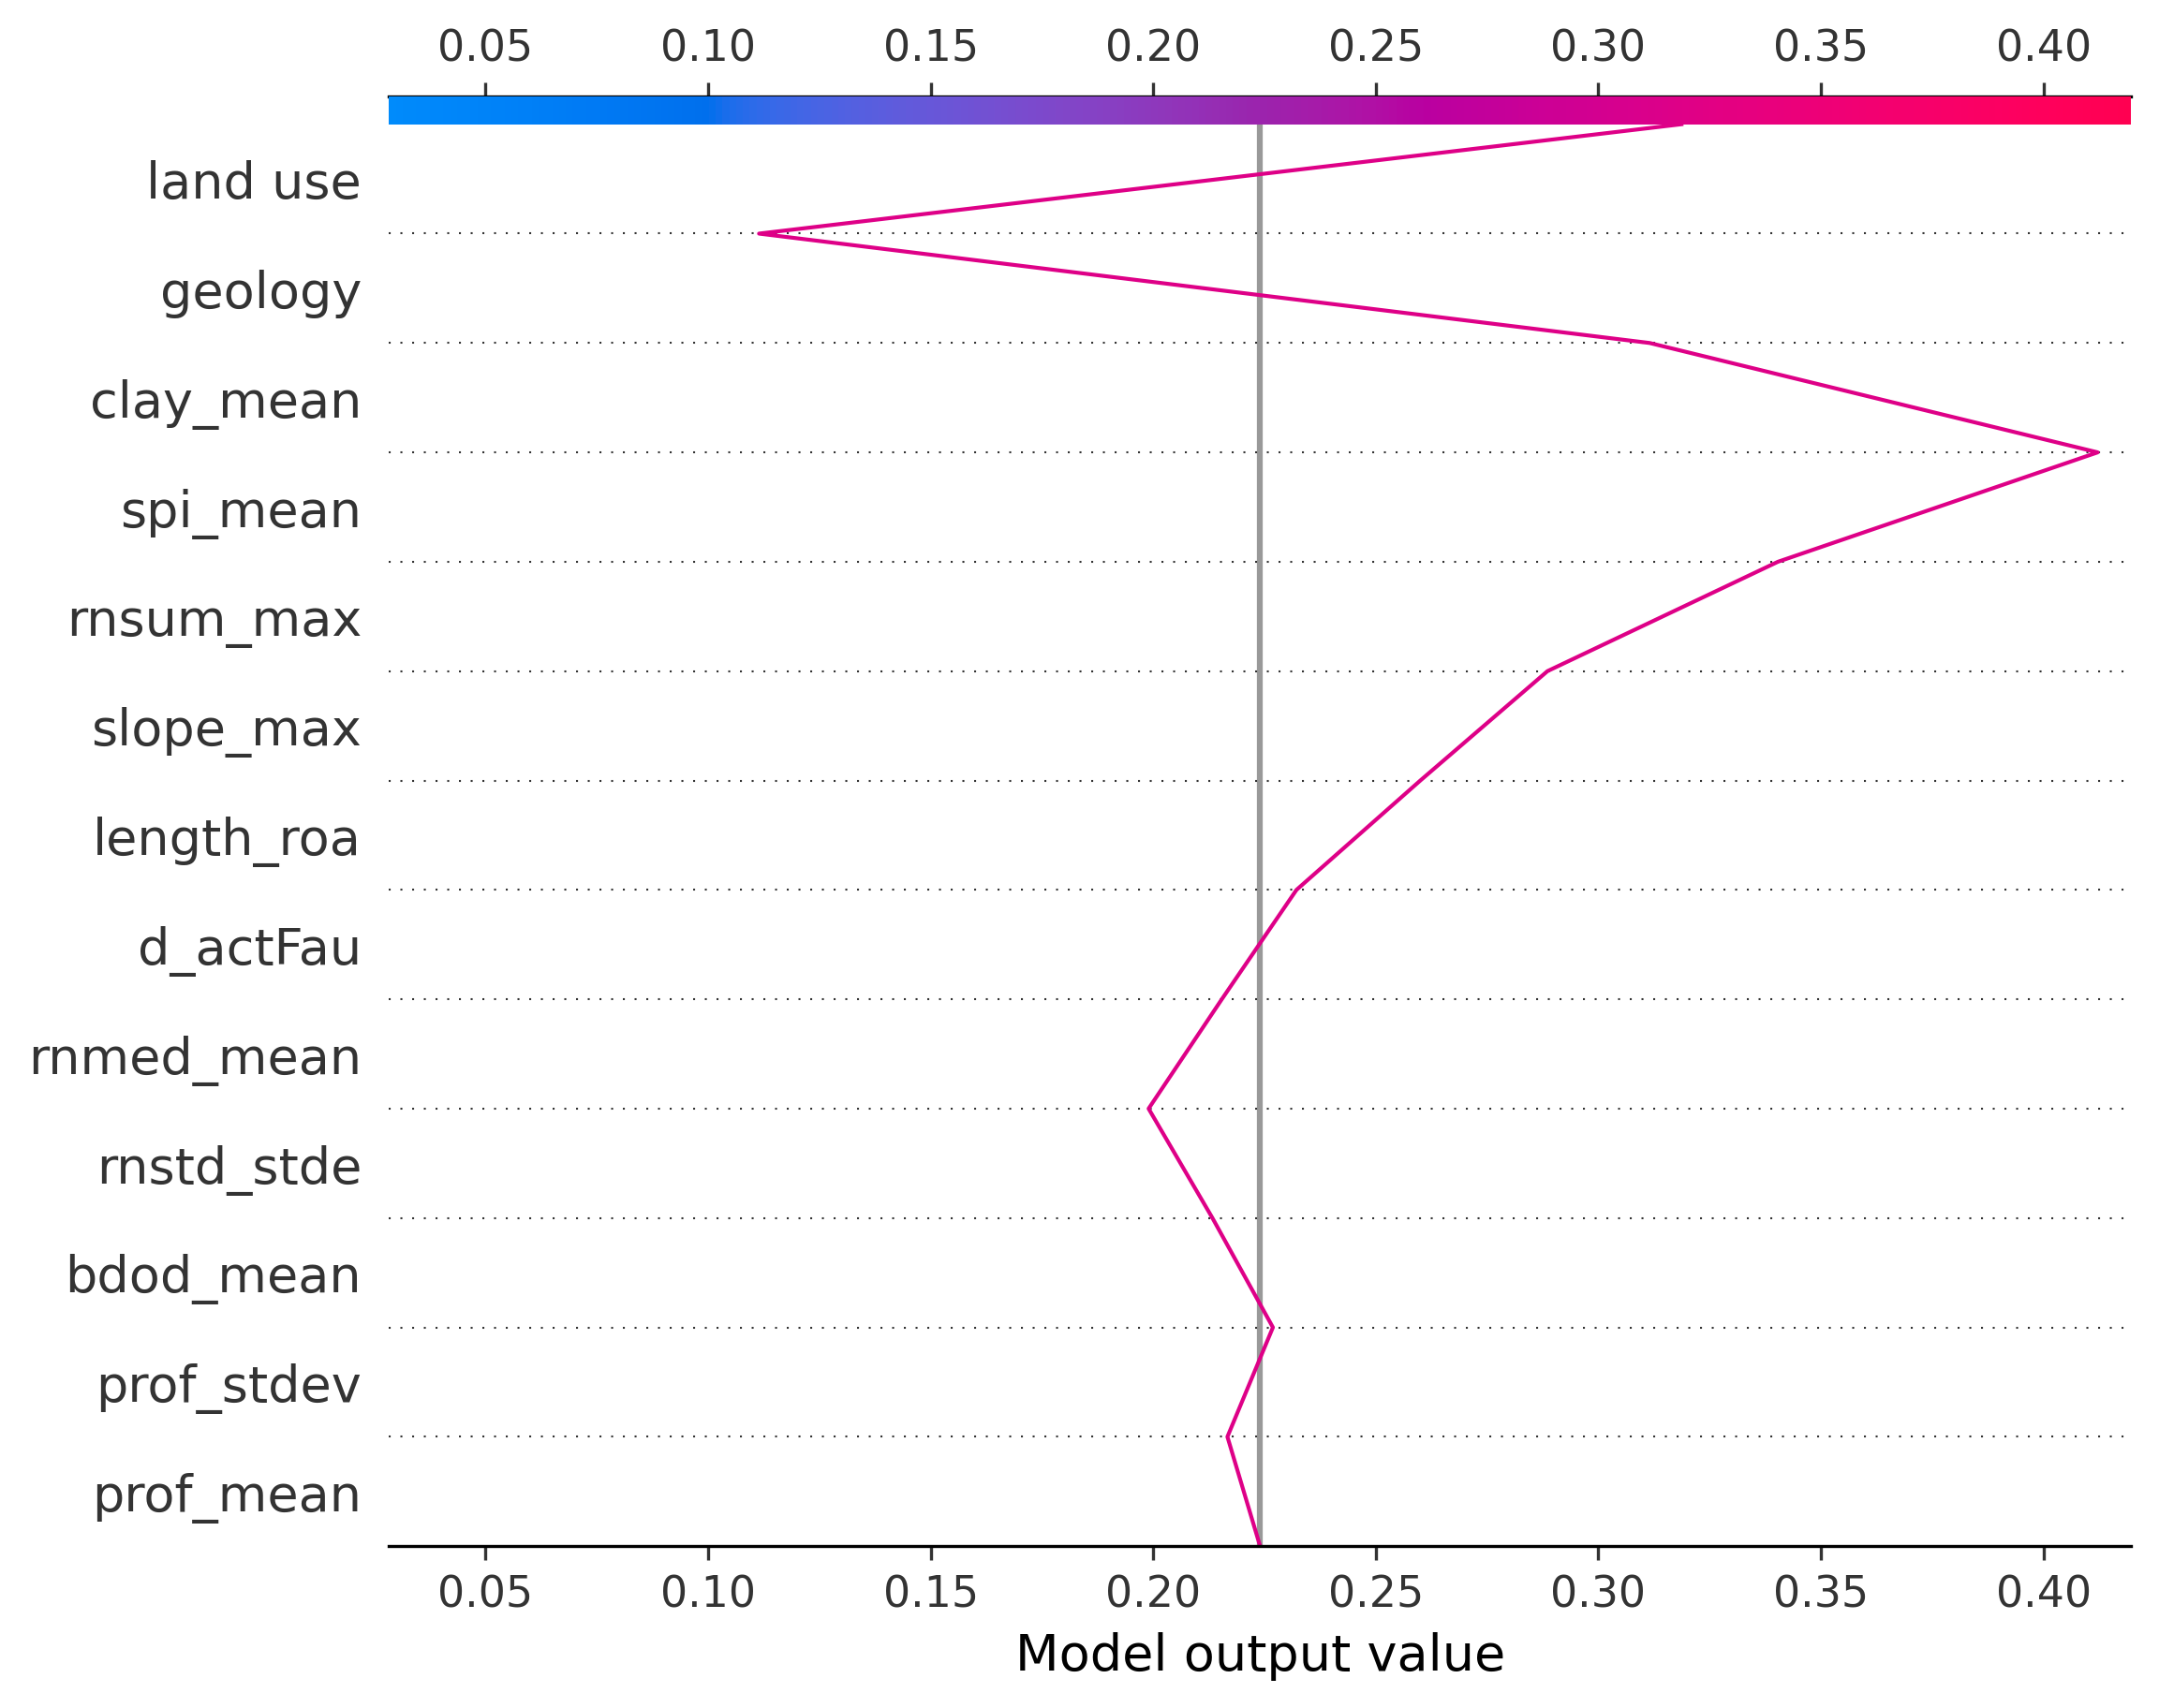 0.05 0.10 0.15 0.20 0.25 0.30 0.35 0.40
land use
geology
clay_mean
spi_mean
rnsum_max
slope_max
length_roa
d_actFau
rnmed_mean
rnstd_stde
bdod_mean
prof_stdev
prof_mean
0.05 0.10 0.15 0.20 0.25 0.30 0.35 0.40
Model output value